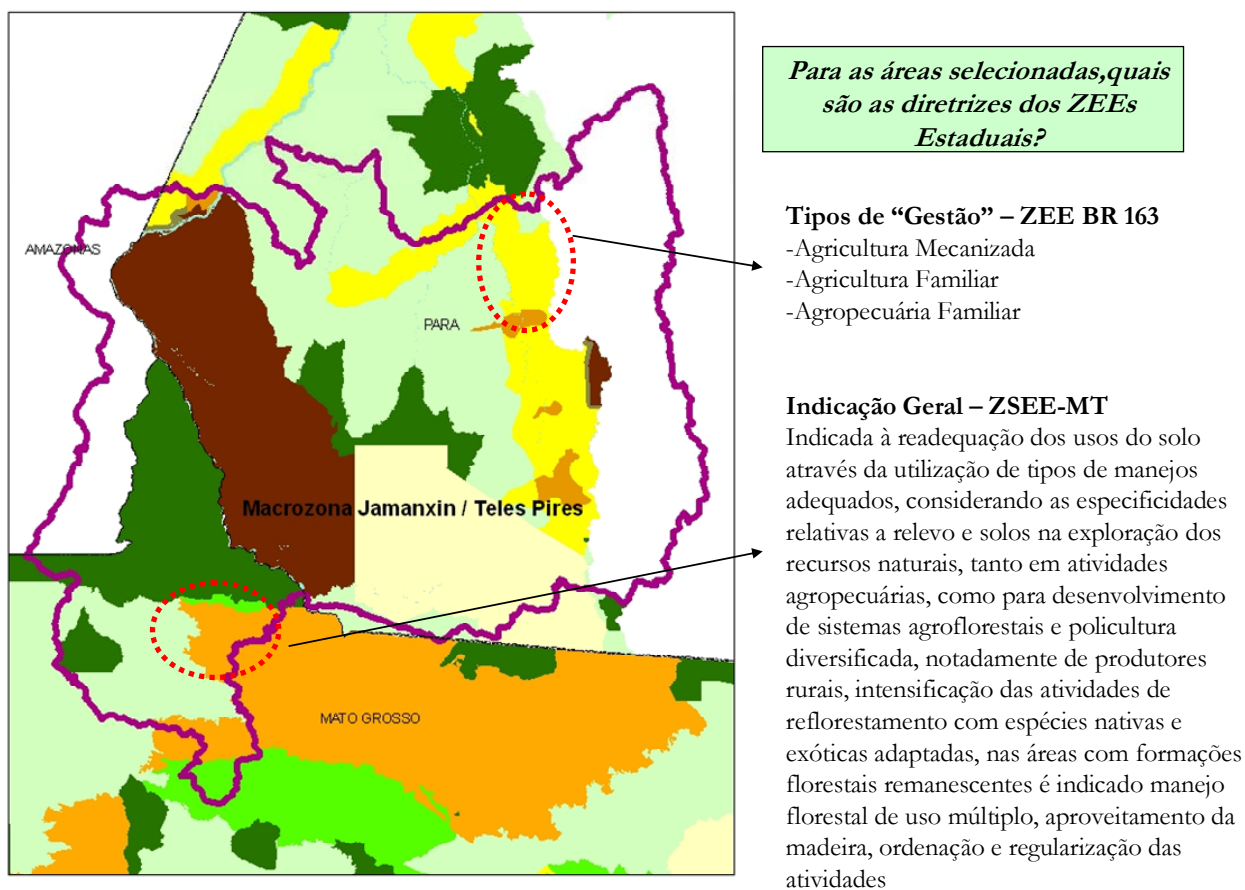 Para as áreas selecionadas,quais
são as diretrizes dos ZEEs
Estaduais?
Tipos de “Gestão” – ZEE BR 163
-Agricultura Mecanizada
-Agricultura Familiar
-Agropecuária Familiar
Indicação Geral – ZSEE-MT
Indicada à readequação dos usos do solo
através da utilização de tipos de manejos
adequados, considerando as especificidades
relativas a relevo e solos na exploração dos
recursos naturais, tanto em atividades
agropecuárias, como para desenvolvimento
de sistemas agroflorestais e policultura
diversificada, notadamente de produtores
rurais, intensificação das atividades de
reflorestamento com espécies nativas e
exóticas adaptadas, nas áreas com formações
florestais remanescentes é indicado manejo
florestal de uso múltiplo, aproveitamento da
madeira, ordenação e regularização das
atividades
AMAZONAS
PARA
Macrozona Jamanxin / Teles Pires
MATO GROSSO